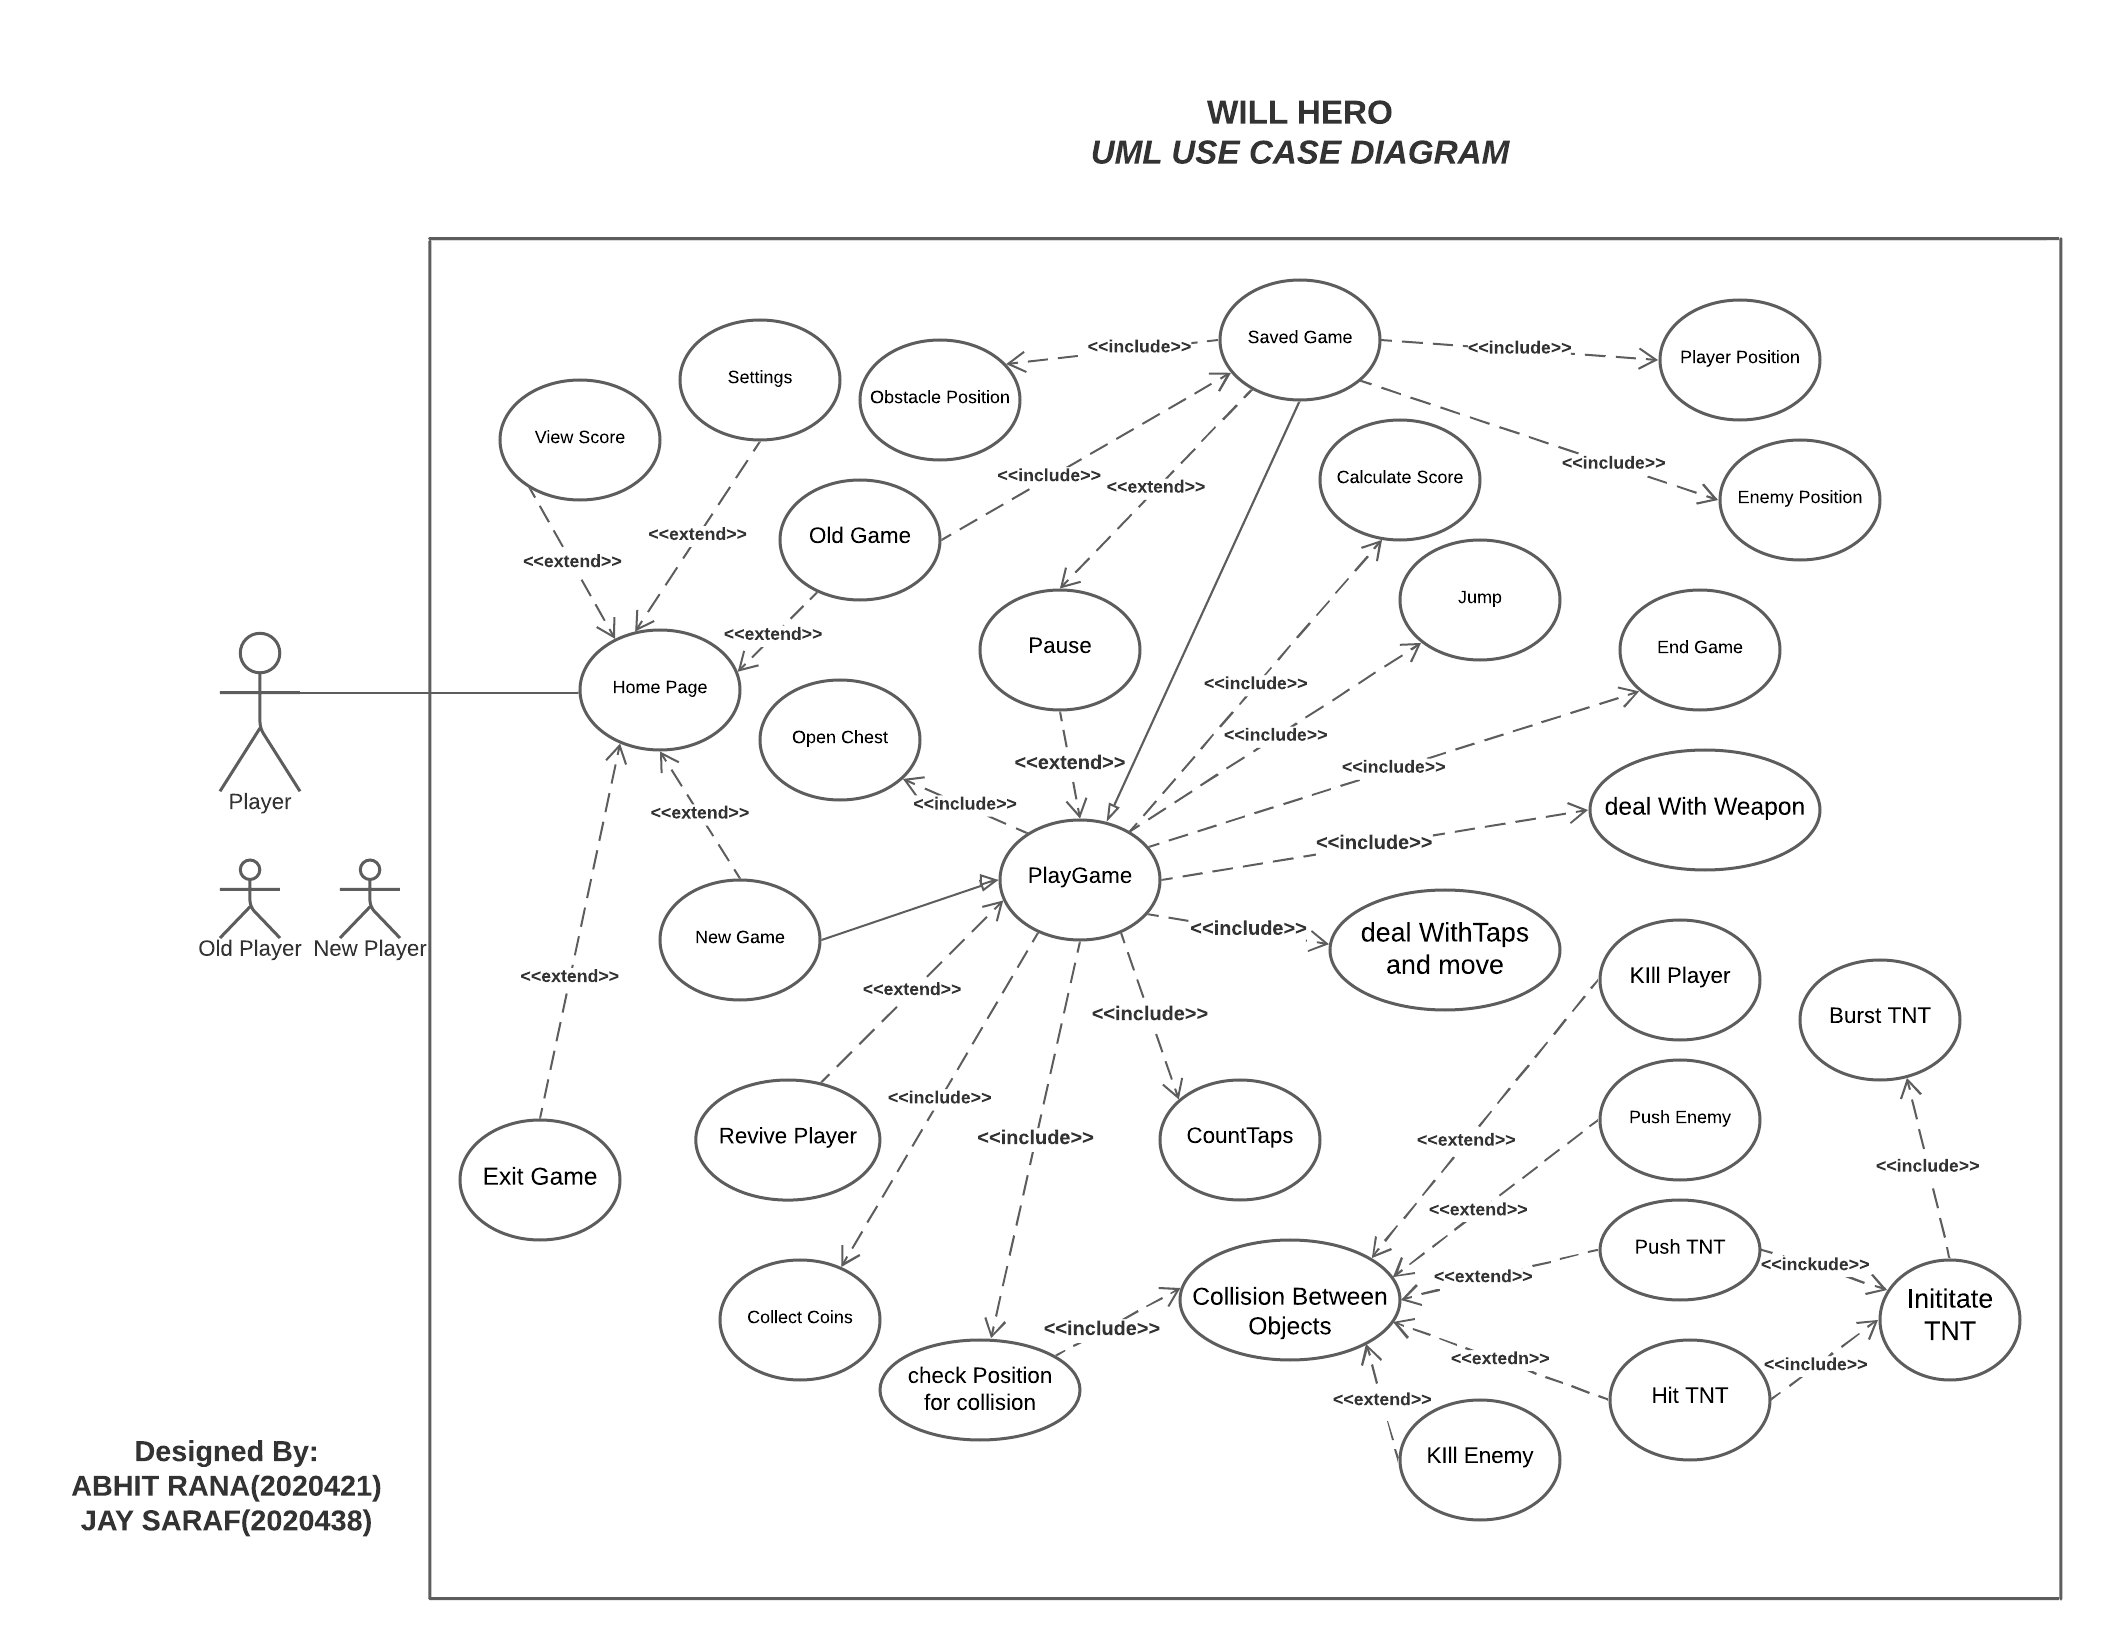 WILL HERO
UML USE CASE DIAGRAM
Saved Game
<<include>>
<<include>>
Player Position
Settings
Obstacle Position
View Score
<<include>>
<<extend>>
Calculate Score
<<include>>
Enemy Position
<<extend>>
<<extend>>
Old Game
Jump
<<extend>>
Pause
End Game
Home Page
<<include>>
Open Chest
<<include>>
<<extend>>
<<include>>
Player
<<extend>>
<<include>>
deal With Weapon
<<include>>
PlayGame
Old Player
New Player
New Game
<<include>>
deal WithTaps
and move
<<extend>>
<<extend>>
KIll Player
<<include>>
Burst TNT
<<include>>
Revive Player
<<include>>
CountTaps
<<extend>>
Push Enemy
Exit Game
<<include>>
<<extend>>
Push TNT
<<inckude>>
<<extend>>
Collect Coins
<<include>>
Collision Between
Objects
Inititate
TNT
check Position
for collision
<<extedn>>
<<include>>
<<extend>>
Hit TNT
KIll Enemy
Designed By:
ABHIT RANA(2020421)
JAY SARAF(2020438)